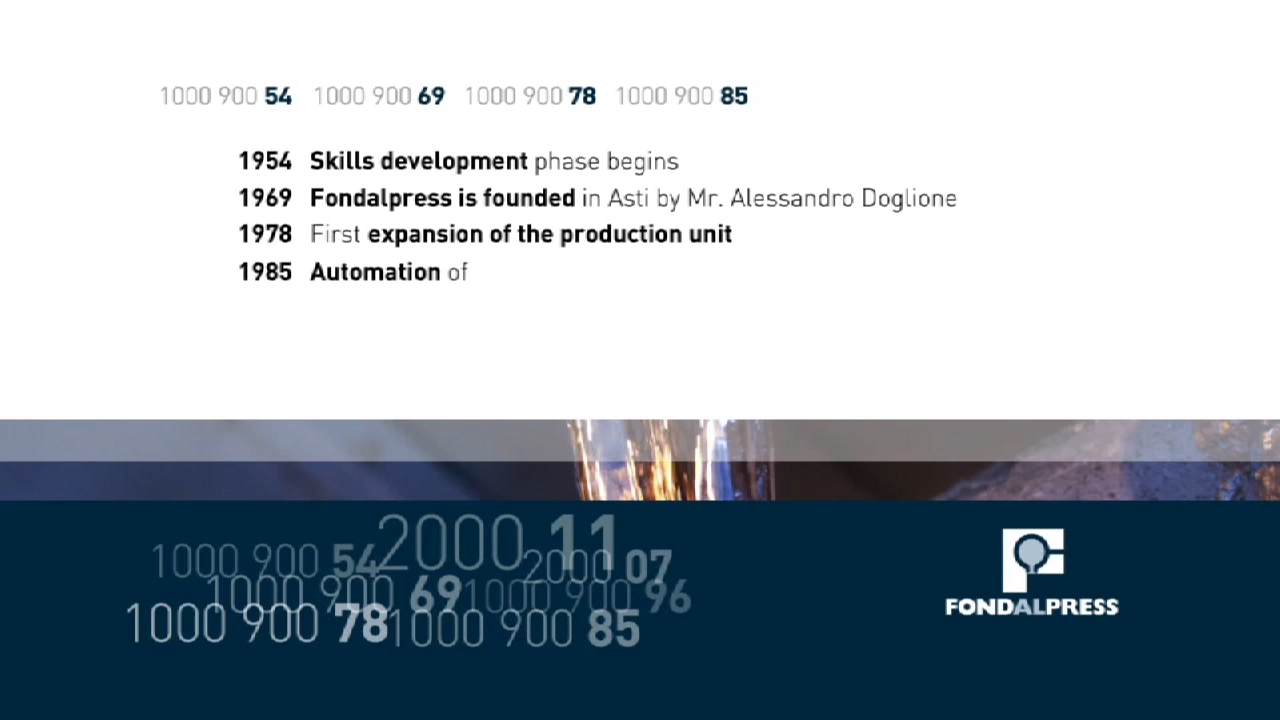 1000 900 54 1000 900 69 1000 900 78 1000 900 85
1954 Skills development phase begins
1969 Fondalpress is founded in Asti by Mr. Alessandro Doglione
1978 First expansion of the production unit
1985 Automation of
2000 11
1000 900 54
2000 07
1000 900 69
1000 900 96
1000 900 78
1000 900 85
FONDALPRESS